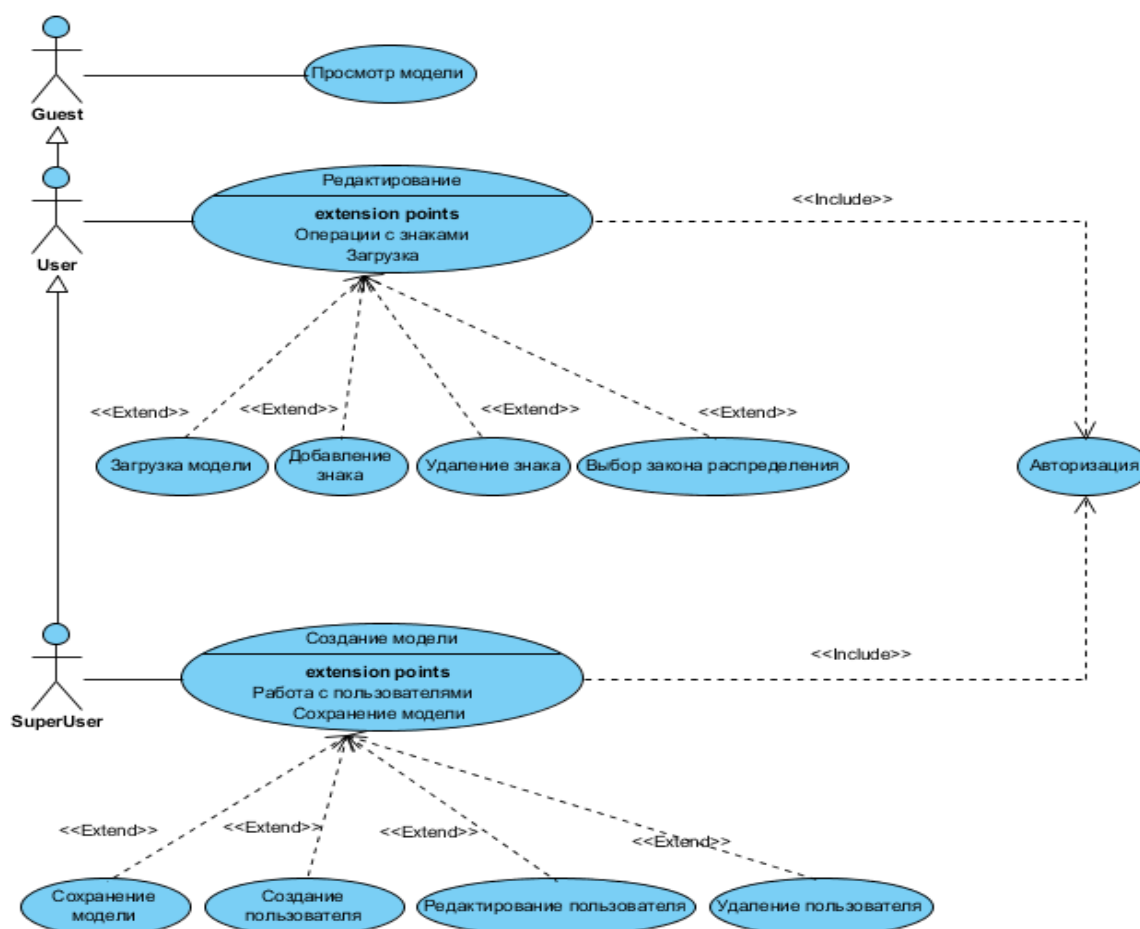 Просмотр модели
Guest
Редактирование
<<Include>>
extension points
Операции с знаками
Загрузка
User
<<Extend>>
<<Extend>>
<<Extend>>
<<Extend>>
Загрузка модели
Добавление
знака
Удаление знака
Выбор закона распределения
Авторизация
Создание модели
<<Include>>
extension points
Работа с пользователями
Сохранение модели
SuperUser
<<Extend>>
<<Extend>>
<<Extend>>
<<Extend>>
Сохранение
модели
Создание
пользователя
Редактирование пользователя
Удаление пользователя